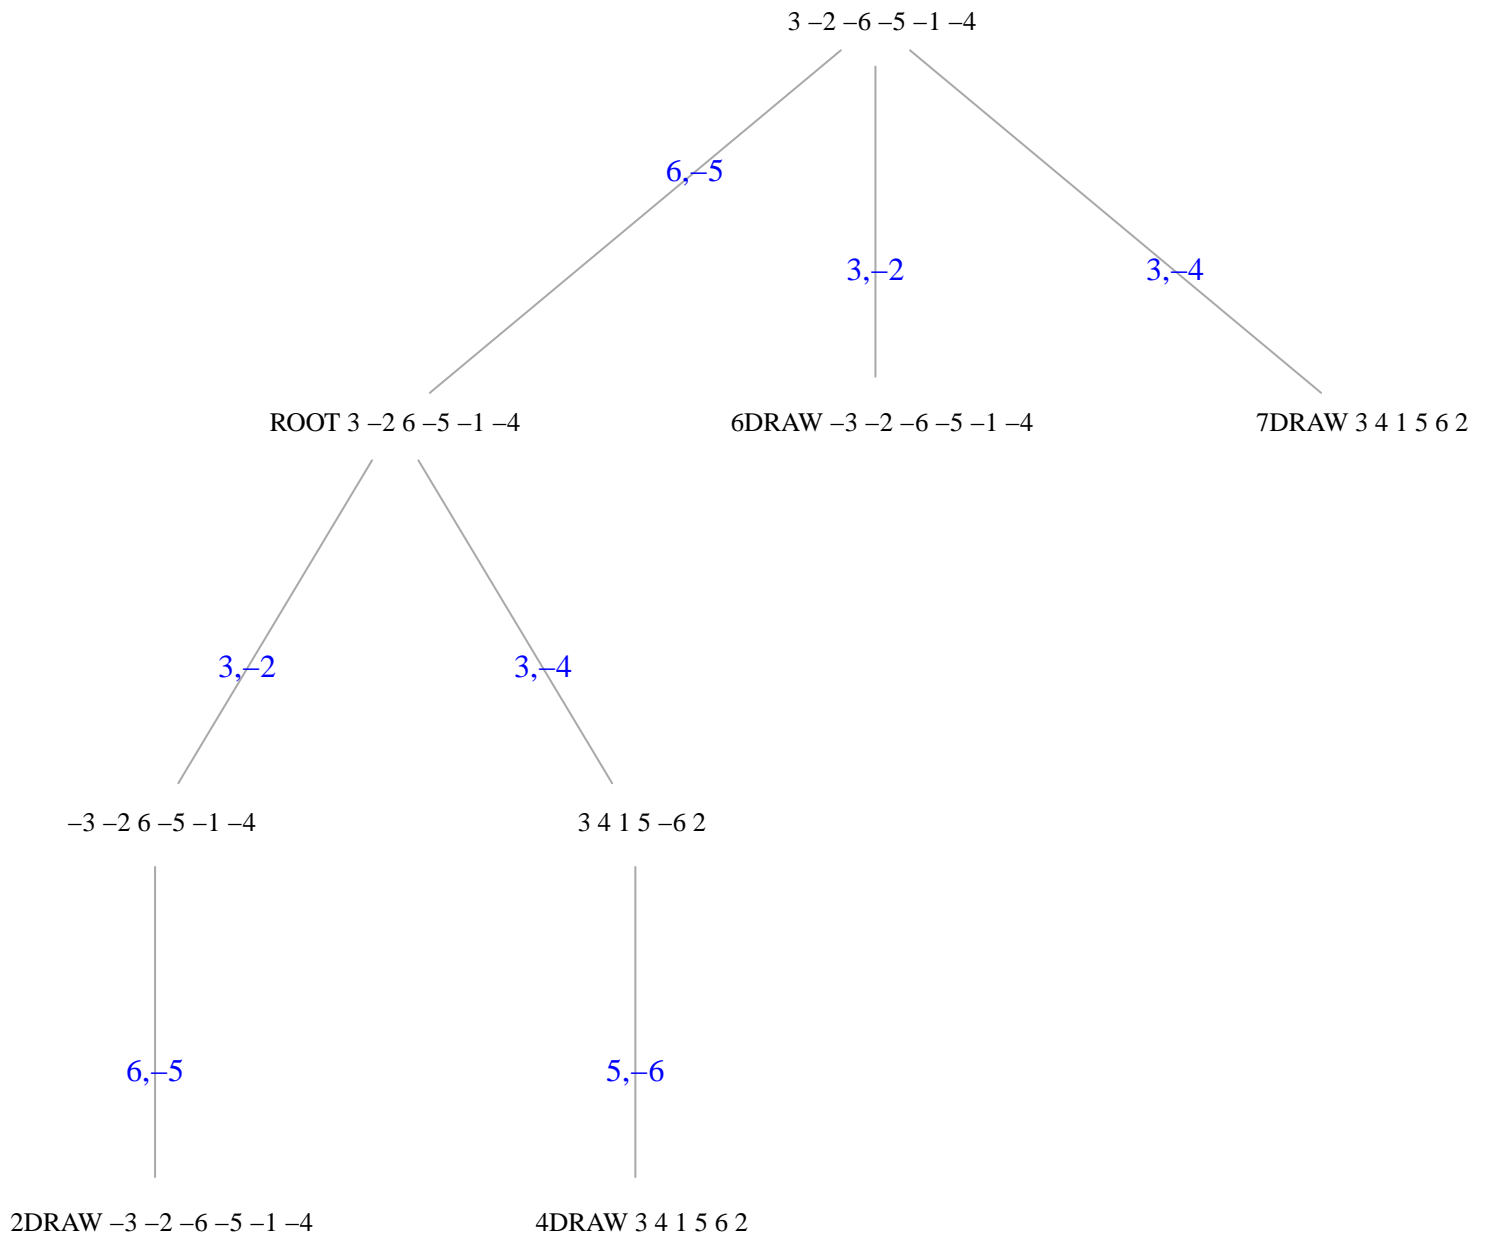 3 –2 –6 –5 –1 –4
6,–5
3,–2
3,–4
ROOT 3 –2 6 –5 –1 –4
6DRAW –3 –2 –6 –5 –1 –4
7DRAW 3 4 1 5 6 2
3,–2
3,–4
–3 –2 6 –5 –1 –4
3 4 1 5 –6 2
6,–5
5,–6
2DRAW –3 –2 –6 –5 –1 –4
4DRAW 3 4 1 5 6 2